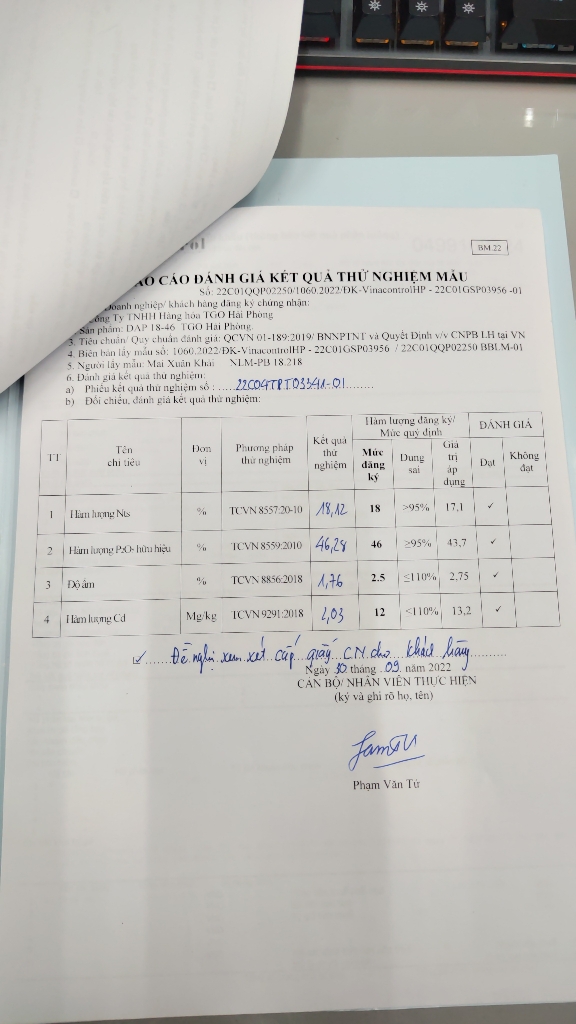 rol
BM.22
ÁO CÁO ĐÁNH GIÁ KẾT QUẢ THỬ NGHIỆM MẪU
Số: 22C01QQP02250/1060.2022/ĐK-VinacontrolHP - 22C01GSP03956 -01
Doanh nghiệp/ khách hàng đăng ký chứng nhận:
ông Ty TNHH Hàng hóa TGO Hải Phòng
Sản phẩm: DAP 18-46 TGO Hải Phòng.
3. Tiêu chuẩn/ Quy chuẩn đánh giá: QCVN 01-189:2019/ BNNPTNT và Quyết Định v/v CNPB LH tại VN
4. Biên bản lấy mẫu số: 1060.2022/ĐK-VinacontrolHP - 22C01GSP03956 / 22C01QQP02250 BBLM-01
5. Người lấy mẫu: Mai Xuân Khải NLM-PB 18.218
6. Đánh giá kết quả thử nghiệm:
a) Phiếu kết quả thử nghiệm số : 22C04TPT03341-01
b) Đối chiếu, đánh giá kết quả thử nghiệm:
TT Tên chỉ tiêu Đơn vị Phương pháp thử nghiệm Kết quả thử nghiệm Hàm lượng đăng ký/ Mức quy định ĐÁNH GIÁ
Mức đăng ký Dung sai Giá trị áp dụng Đạt Không đạt
1 Hàm lượng Nts % TCVN 8557:20-10 18,12 18 >95% 17,1 ✓
2 Hàm lượng P2O5 hữu hiệu % TCVN 8559:2010 46,28 46 ≥95% 43,7 ✓
3 Độ ẩm % TCVN 8856:2018 1,76 2.5 ≤110% 2,75 ✓
4 Hàm lượng Cd Mg/kg TCVN 9291:2018 2,03 12 ≤110% 13,2 ✓
✓ Đề nghị xem xét cấp giấy CN cho khách hàng
Ngày 30 tháng 09 năm 2022
CÁN BỘ/ NHÂN VIÊN THỰC HIỆN
(ký và ghi rõ họ, tên)
Phạm Văn Tứ